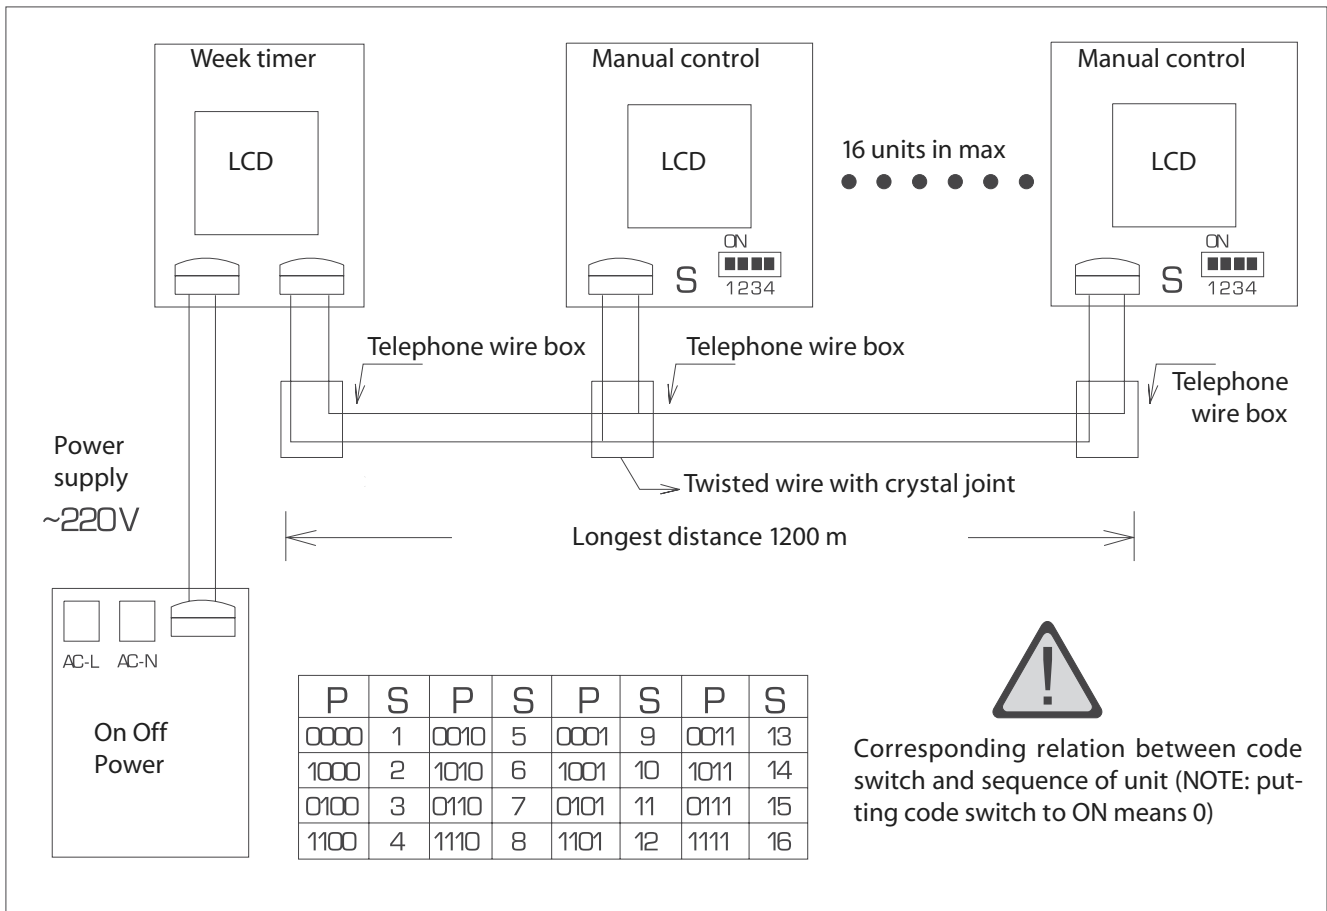 Week timer
LCD
Manual control
LCD
ON
S
1234
16 units in max
Manual control
LCD
ON
S
1234
Telephone wire box
Telephone wire box
Telephone
wire box
Twisted wire with crystal joint
Longest distance 1200 m
Power
supply
~220V
AC-L AC-N
On Off
Power
P S P S P S P S
0000 1 0010 5 0001 9 0011 13
1000 2 1010 6 1001 10 1011 14
0100 3 0110 7 0101 11 0111 15
1100 4 1110 8 1101 12 1111 16
!
Corresponding relation between code
switch and sequence of unit (NOTE: put-
ting code switch to ON means 0)